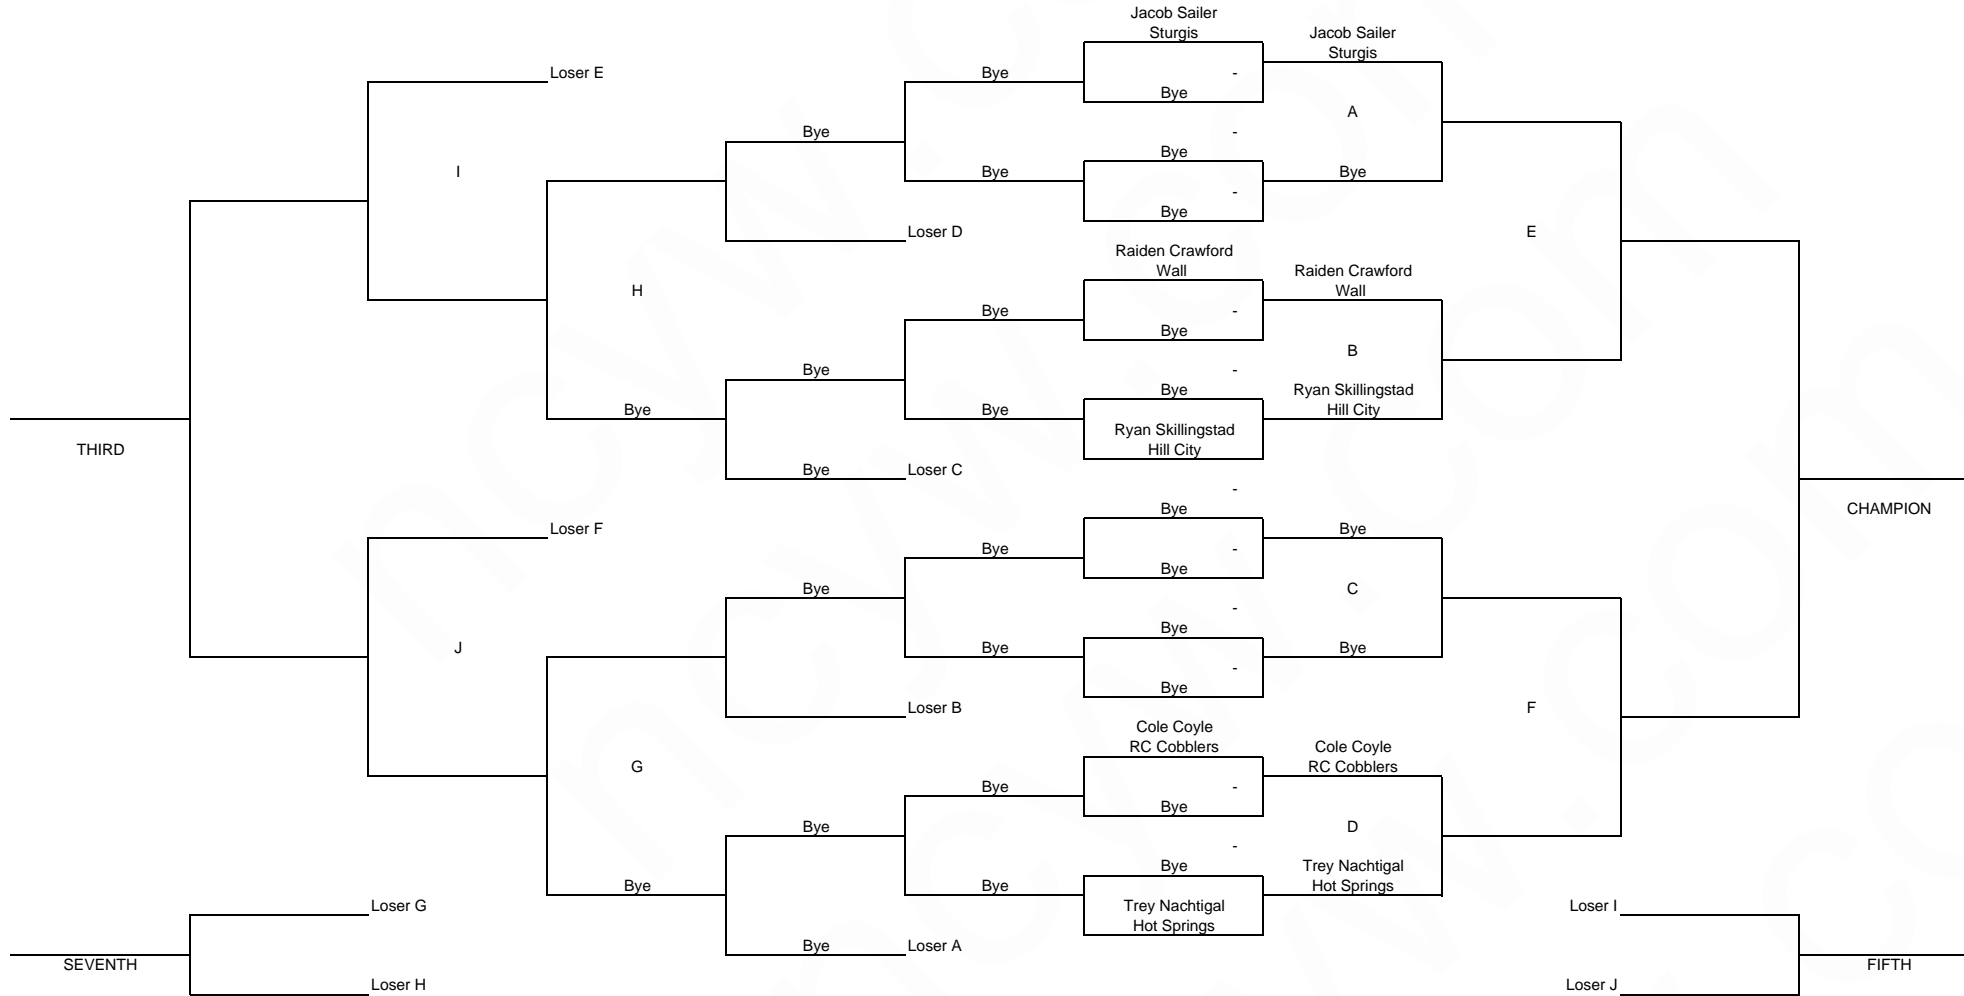 Jacob Sailer
Sturgis
Jacob Sailer
Sturgis
Loser E
Bye
-
Bye
A
Bye
-
Bye
I
Bye
Bye
-
Bye
Loser D
E
Raiden Crawford
Wall
Raiden Crawford
Wall
H
Bye
-
Bye
B
Bye
-
Bye
Ryan Skillingstad
Hill City
Bye
Bye
Ryan Skillingstad
Hill City
THIRD
Bye
Loser C
-
Bye
CHAMPION
Loser F
Bye
Bye
-
Bye
Bye
C
-
Bye
J
Bye
Bye
-
Bye
Loser B
F
Cole Coyle
RC Cobblers
Cole Coyle
RC Cobblers
G
Bye
-
Bye
Bye
D
-
Bye
Trey Nachtigal
Hot Springs
Bye
Bye
Trey Nachtigal
Hot Springs
Loser G
Loser I
Bye
Loser A
SEVENTH
FIFTH
Loser H
Loser J